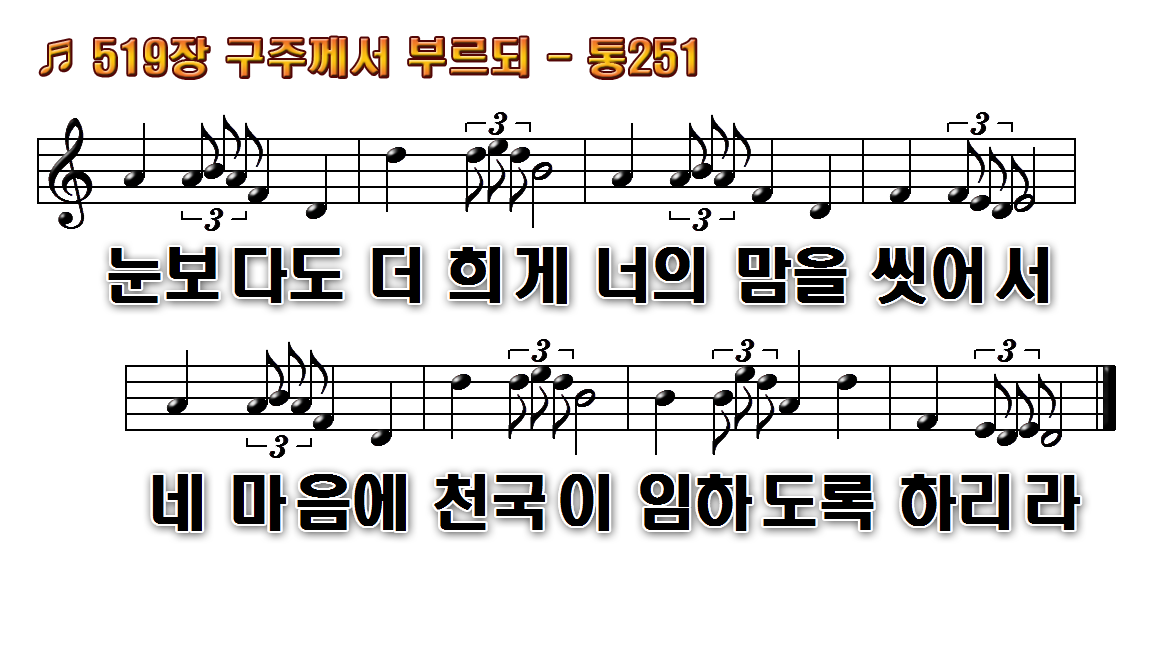 ♬ 519장 구주께서 부르되 - 통251
3 3 3 3
눈보다도 더 희게 너의 맘을 씻어서
3 3 3 3
네 마음에 천국이 임하도록 하리라